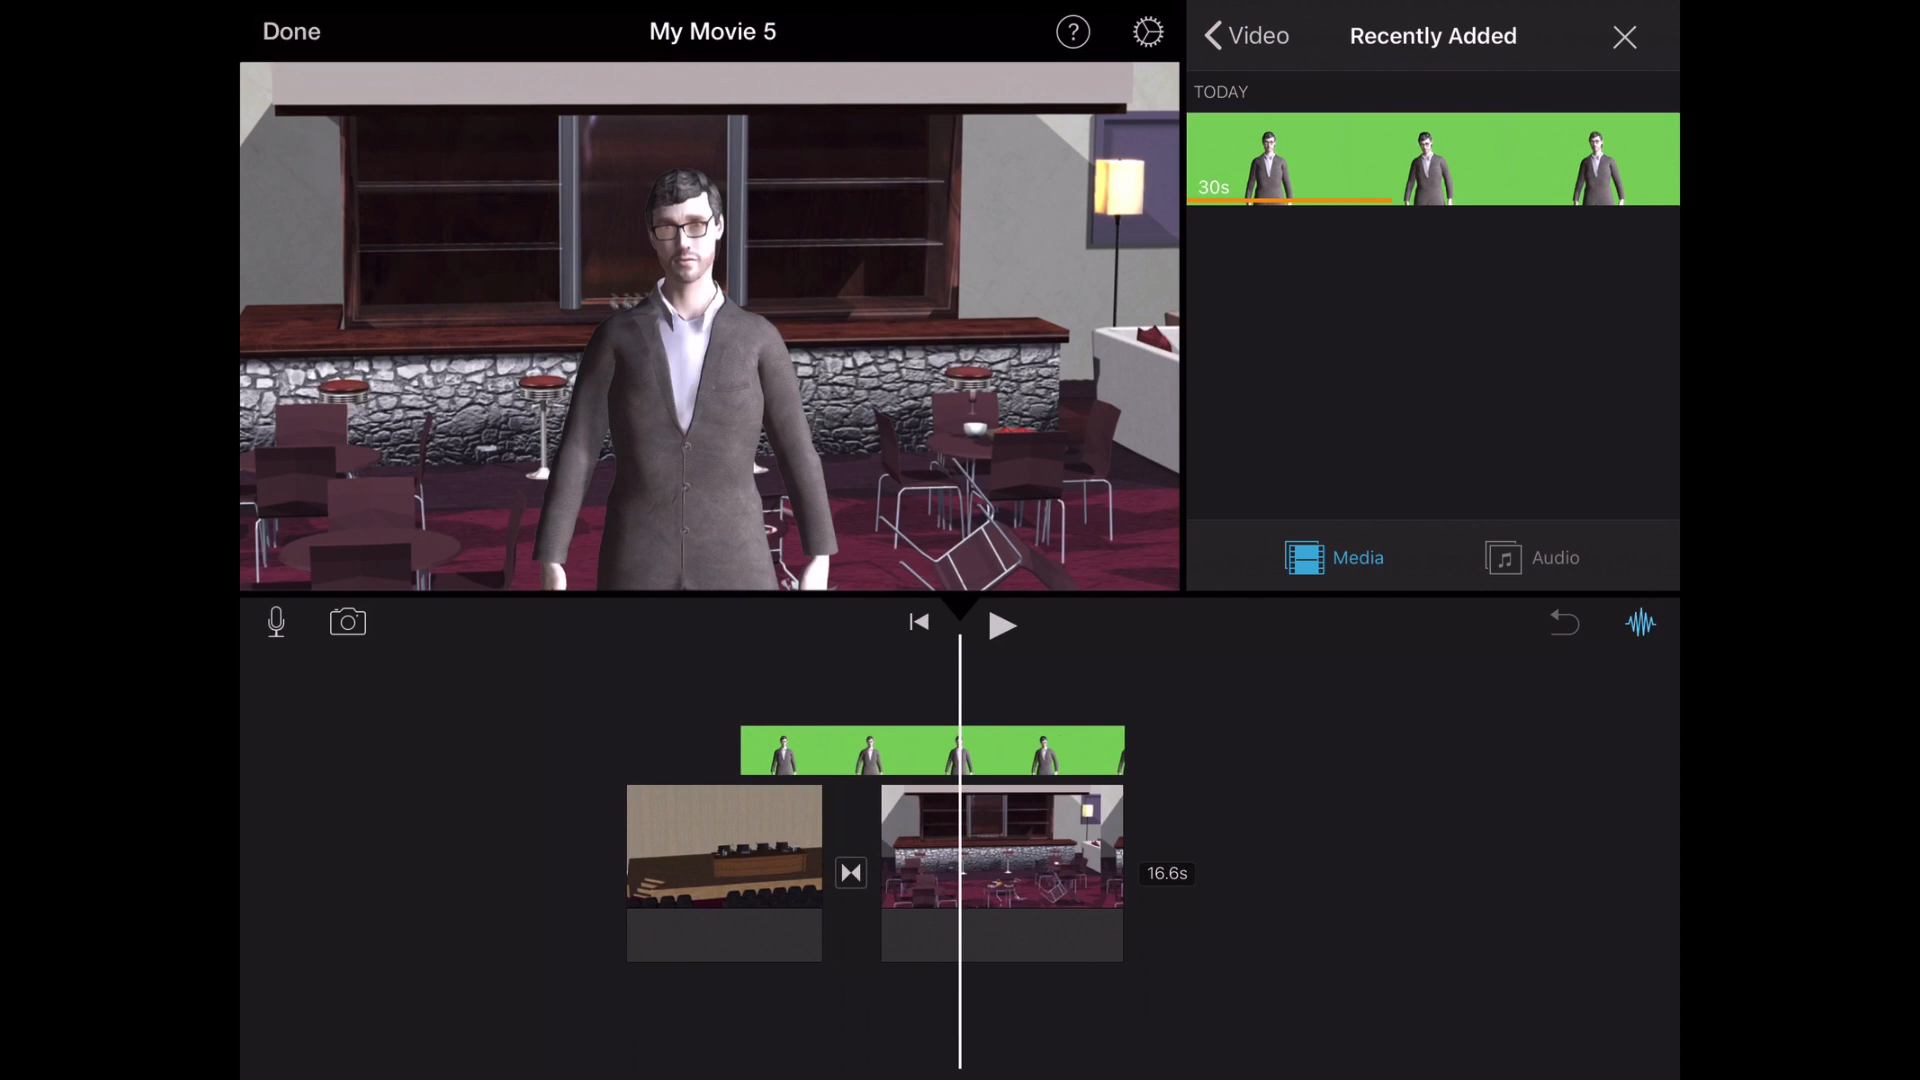 Done
My Movie 5
?
Video
Recently Added
TODAY
30s
Media
Audio
16.6s